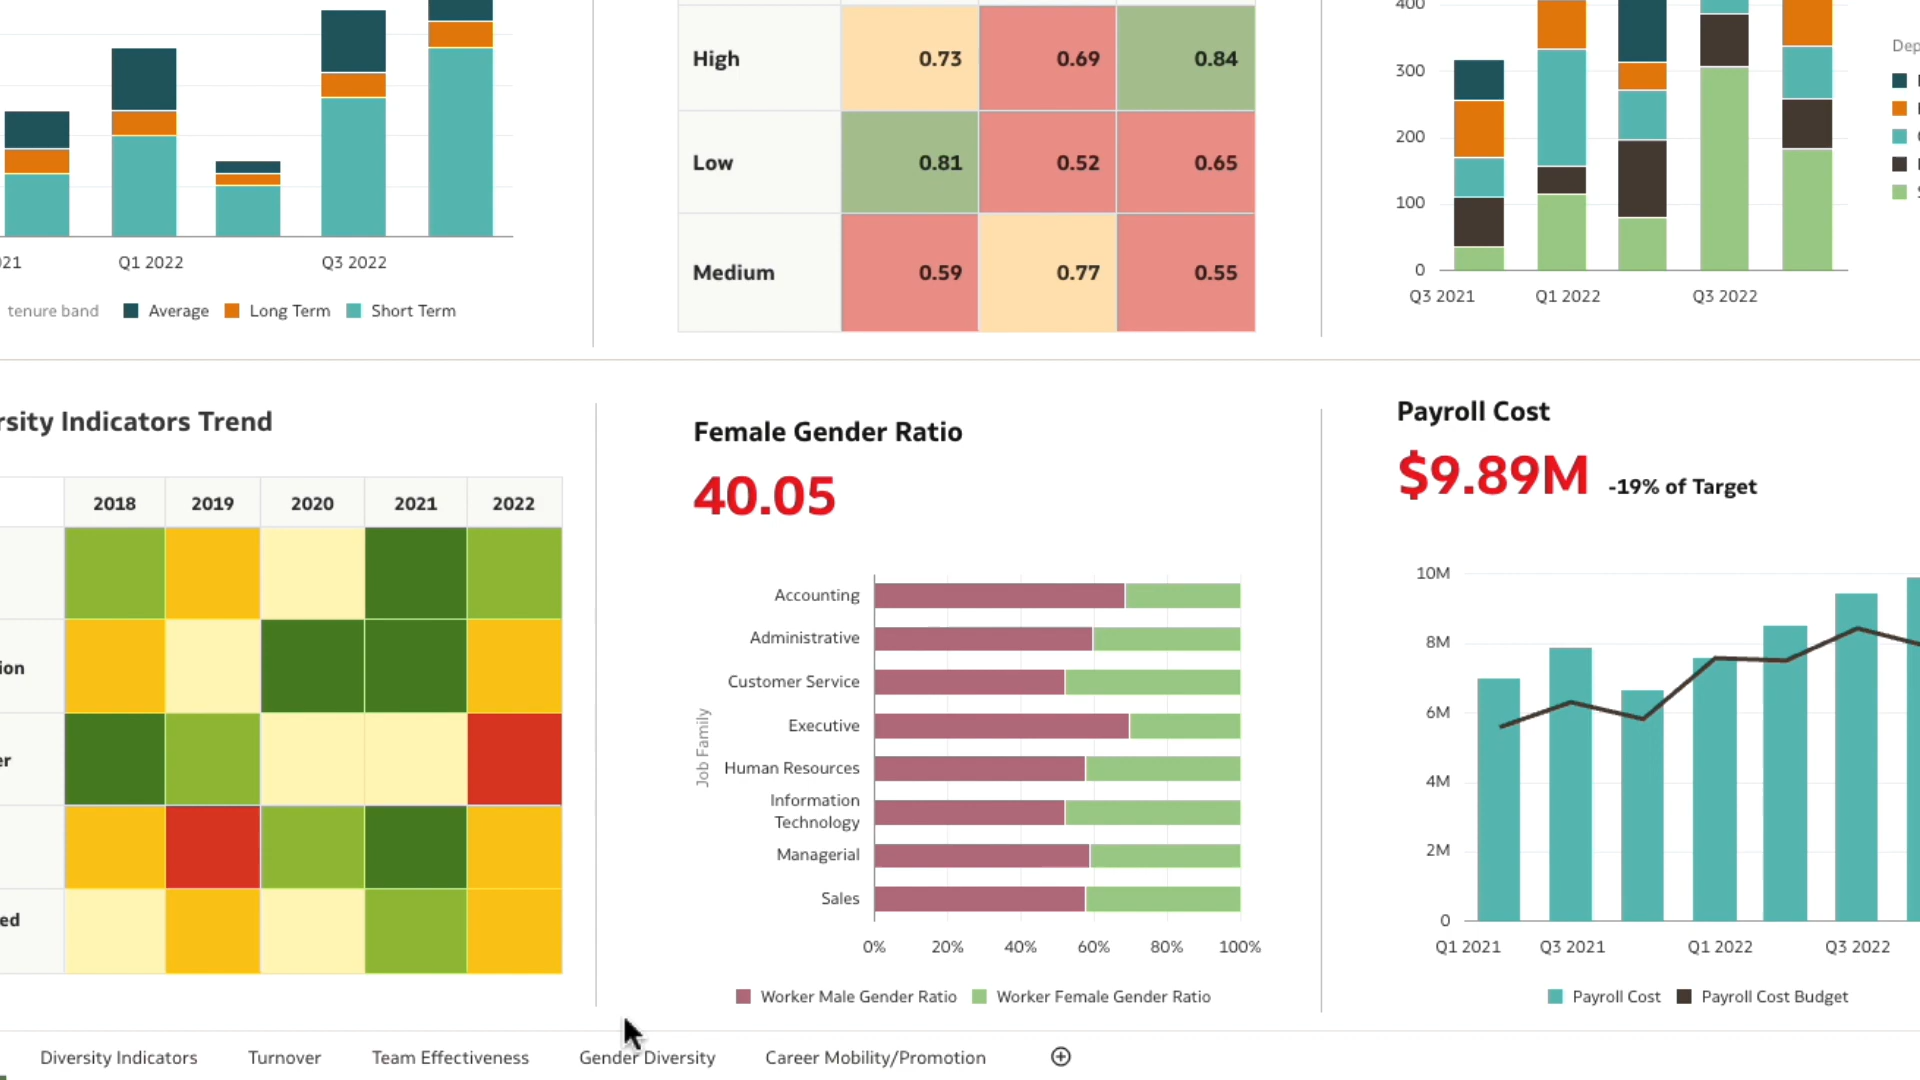 High 0.73 0.69 0.84
Low 0.81 0.52 0.65
Medium 0.59 0.77 0.55
21 Q1 2022 Q3 2022
tenure band Average Long Term Short Term
400
300
200
100
0
Q3 2021 Q1 2022 Q3 2022
Dep
rsity Indicators Trend
2018 2019 2020 2021 2022
ion
er
ed
Female Gender Ratio
40.05
Job Family
Accounting
Administrative
Customer Service
Executive
Human Resources
Information
Technology
Managerial
Sales
0% 20% 40% 60% 80% 100%
Worker Male Gender Ratio Worker Female Gender Ratio
Payroll Cost
$9.89M -19% of Target
10M
8M
6M
4M
2M
0
Q1 2021 Q3 2021 Q1 2022 Q3 2022
Payroll Cost Payroll Cost Budget
Diversity Indicators Turnover Team Effectiveness Gender Diversity Career Mobility/Promotion